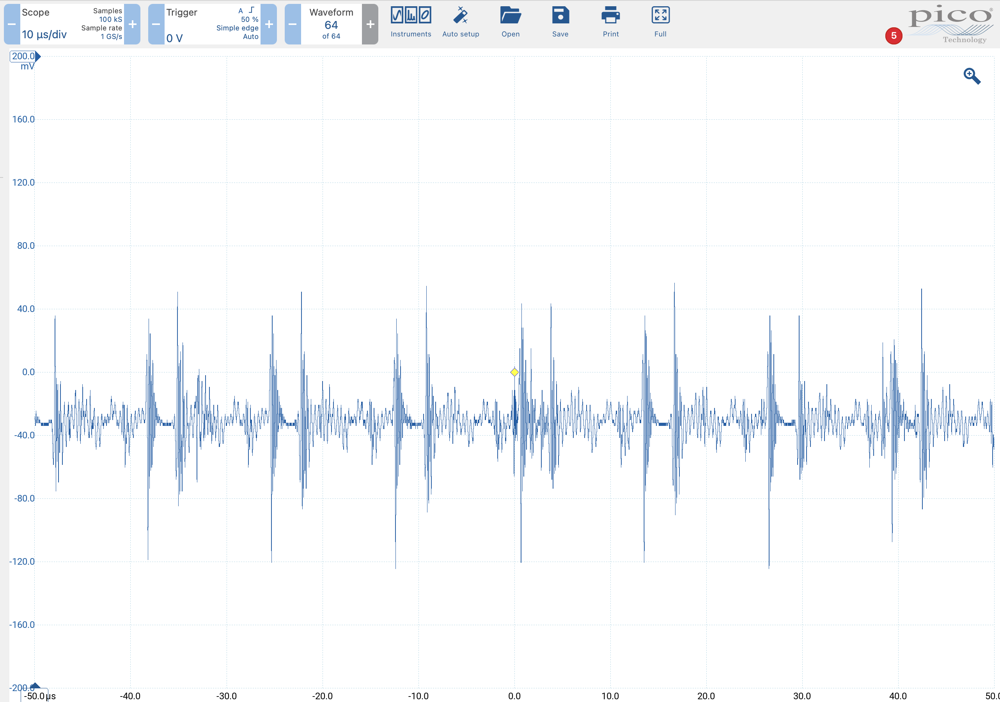 Scope
Samples
100 kS
Sample rate
10 µs/div
1 GS/s
Trigger
A
50 %
Simple edge
0 V
Auto
Waveform
64
of 64
Instruments
Auto setup
Open
Save
Print
Full
5
pico®
Technology
200.0
mV
160.0
120.0
80.0
40.0
0.0
-40.0
-80.0
-120.0
-160.0
-200.0
-50.0 µs
-40.0
-30.0
-20.0
-10.0
0.0
10.0
20.0
30.0
40.0
50.0